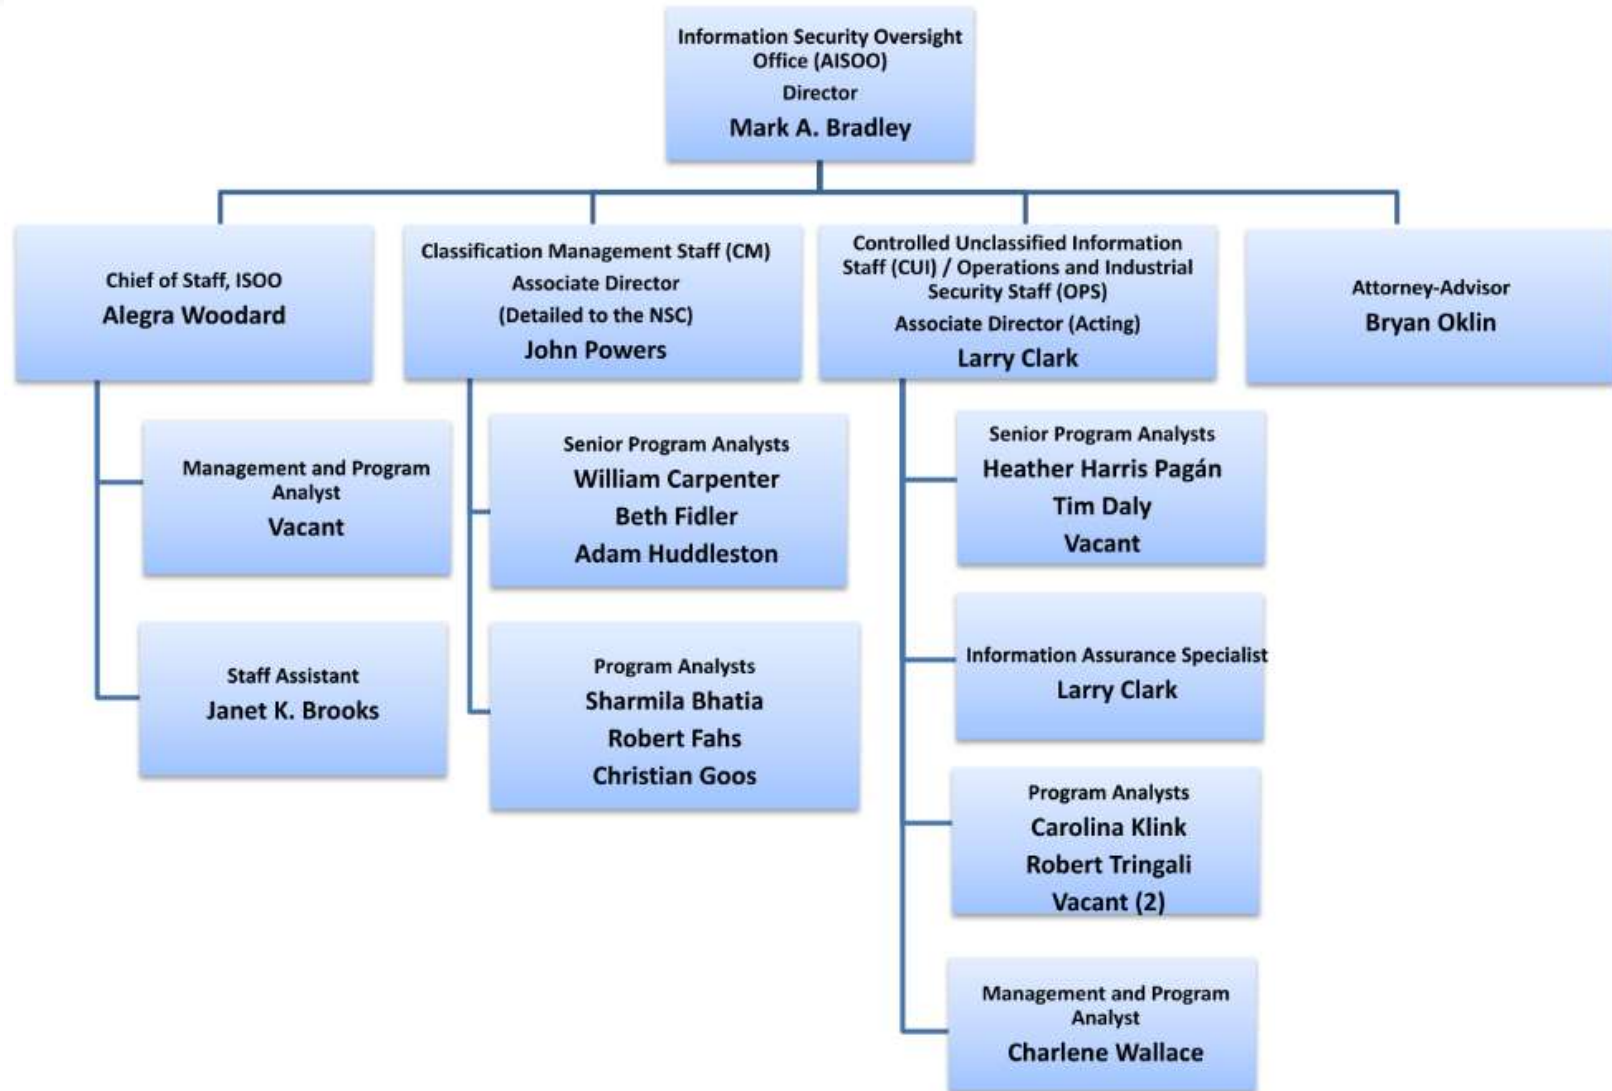 Information Security Oversight
Office (AISOO)
Director
Mark A. Bradley
Chief of Staff, ISOO
Alegra Woodard
Classification Management Staff (CM)
Associate Director
(Detailed to the NSC)
John Powers
Controlled Unclassified Information
Staff (CUI) / Operations and Industrial
Security Staff (OPS)
Associate Director (Acting)
Larry Clark
Attorney-Advisor
Bryan Oklin
Management and Program
Analyst
Vacant
Staff Assistant
Janet K. Brooks
Senior Program Analysts
William Carpenter
Beth Fidler
Adam Huddleston
Program Analysts
Sharmila Bhatia
Robert Fahs
Christian Goos
Senior Program Analysts
Heather Harris Pagán
Tim Daly
Vacant
Information Assurance Specialist
Larry Clark
Program Analysts
Carolina Klink
Robert Tringali
Vacant (2)
Management and Program
Analyst
Charlene Wallace